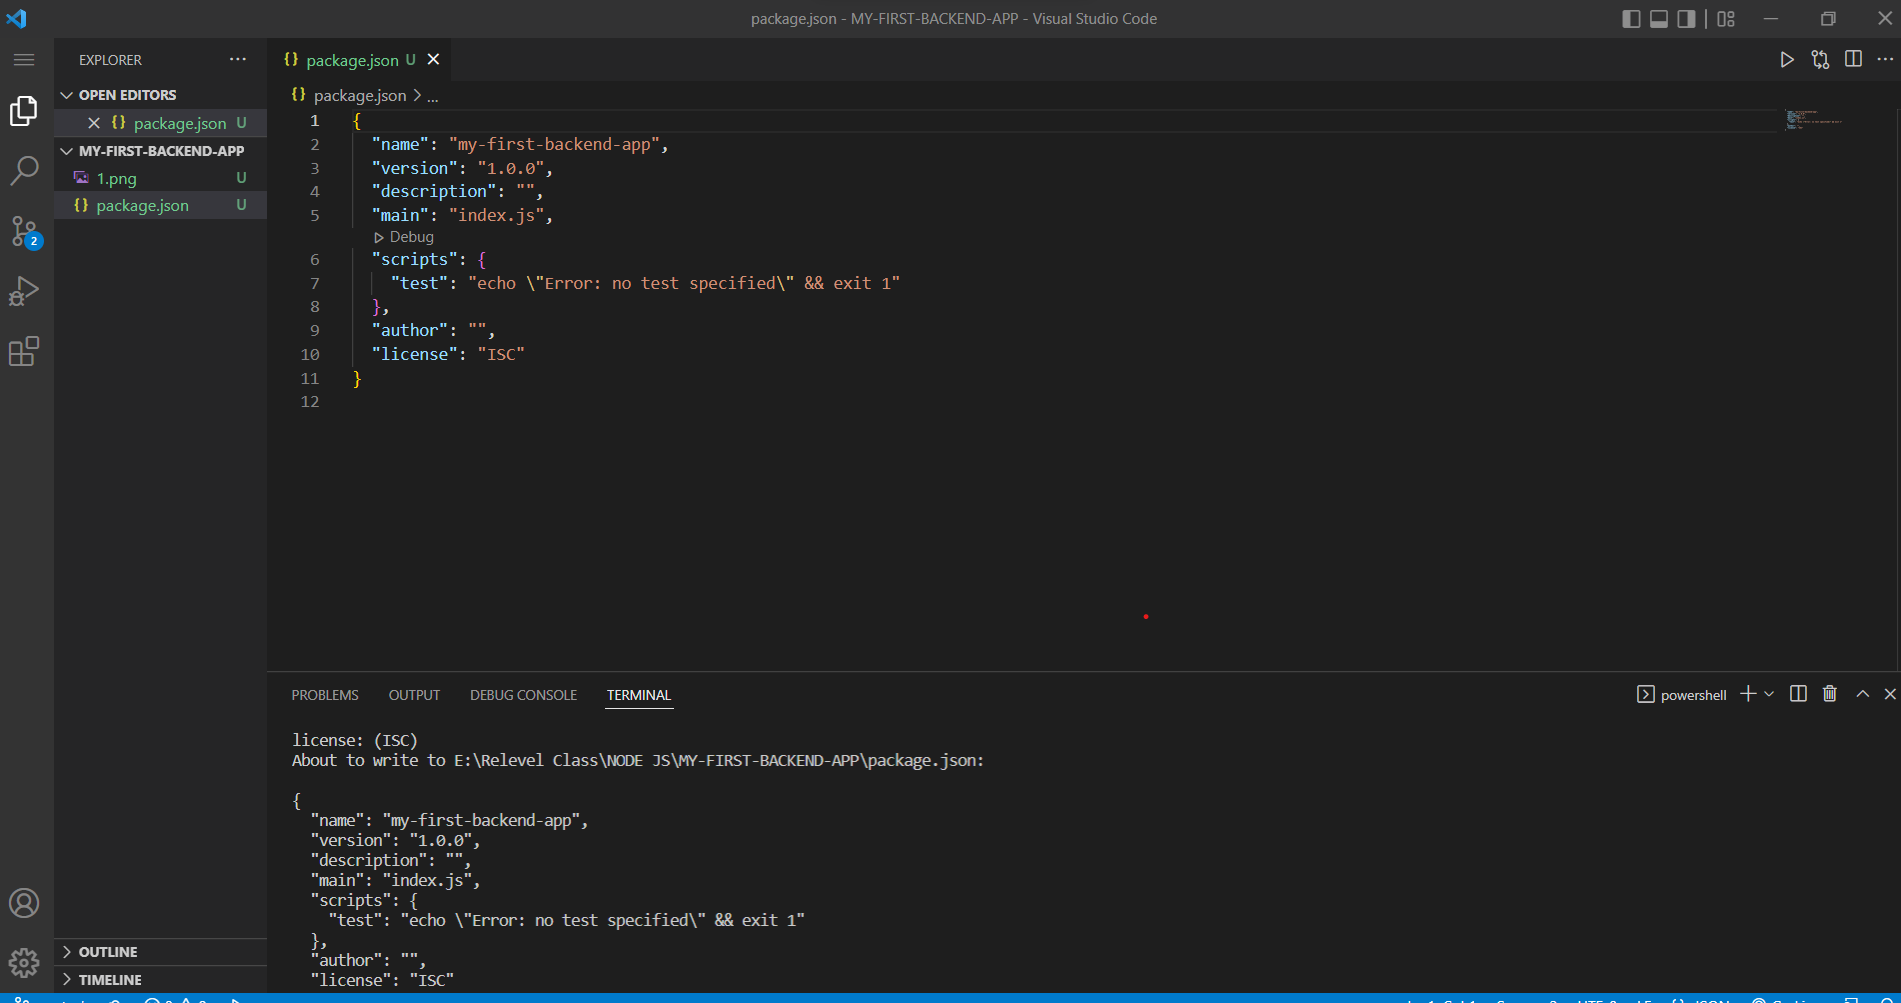 package.json - MY-FIRST-BACKEND-APP - Visual Studio Code
EXPLORER
OPEN EDITORS
package.json U
MY-FIRST-BACKEND-APP
1.png U
package.json U
2
OUTLINE
TIMELINE
package.json U
package.json > ...
1 {
2 "name": "my-first-backend-app",
3 "version": "1.0.0",
4 "description": "",
5 "main": "index.js",
Debug
6 "scripts": {
7 "test": "echo \"Error: no test specified\" && exit 1"
8 },
9 "author": "",
10 "license": "ISC"
11 }
12
PROBLEMS OUTPUT DEBUG CONSOLE TERMINAL
powershell
license: (ISC)
About to write to E:\Relevel Class\NODE JS\MY-FIRST-BACKEND-APP\package.json:
{
"name": "my-first-backend-app",
"version": "1.0.0",
"description": "",
"main": "index.js",
"scripts": {
"test": "echo \"Error: no test specified\" && exit 1"
},
"author": "",
"license": "ISC"